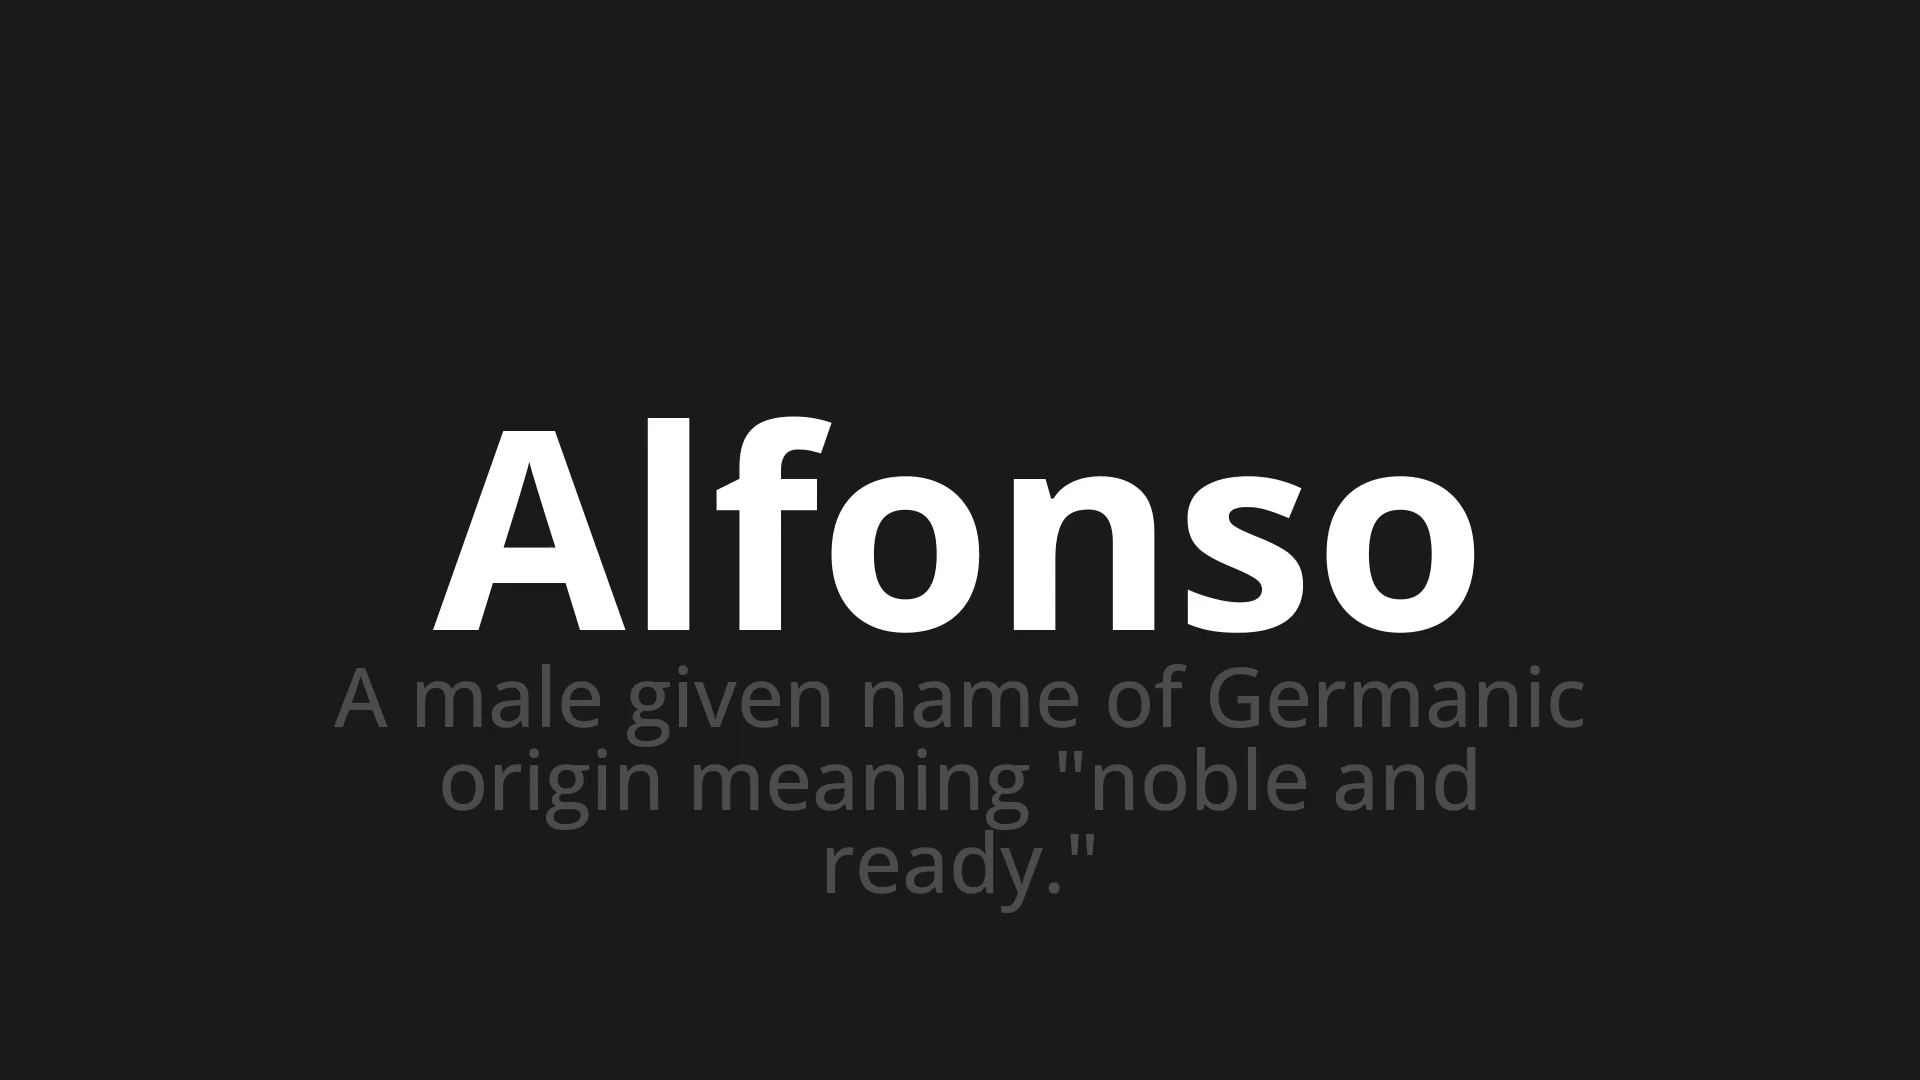 Alfonso
A male given name of Germanic
origin meaning "noble and
ready."